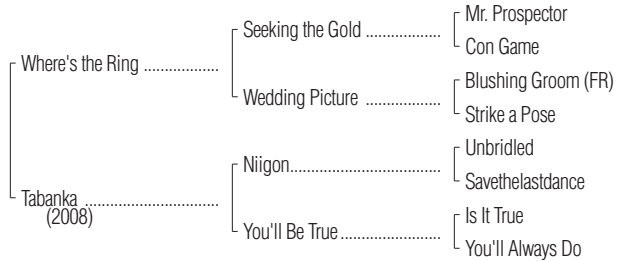 Mr. Prospector
Seeking the Gold ..................
Con Game
Where's the Ring ..................
Blushing Groom (FR)
Wedding Picture ..................
Strike a Pose
Unbridled
Niigon....................................
Savethelastdance
Tabanka ................................
(2008)
Is It True
You'll Be True........................
You'll Always Do